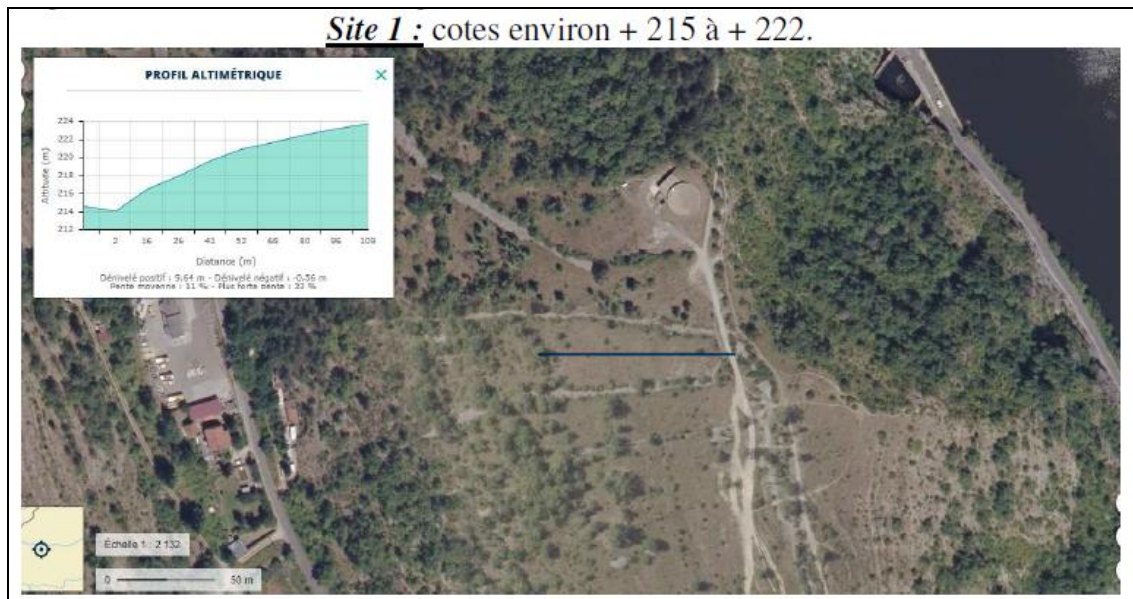 Site 1 : cotes environ + 215 à + 222.
PROFIL ALTIMÉTRIQUE
×
224
222
220
218
216
214
212
Altitude (m)
2 16 26 41 52 68 80 96 109
Distance (m)
Dénivelé positif : 9.64 m - Dénivelé négatif : -0.56 m
Pente moyenne : 11 % - Plus forte pente : 32 %
Échelle 1 : 2 132
0 50 m